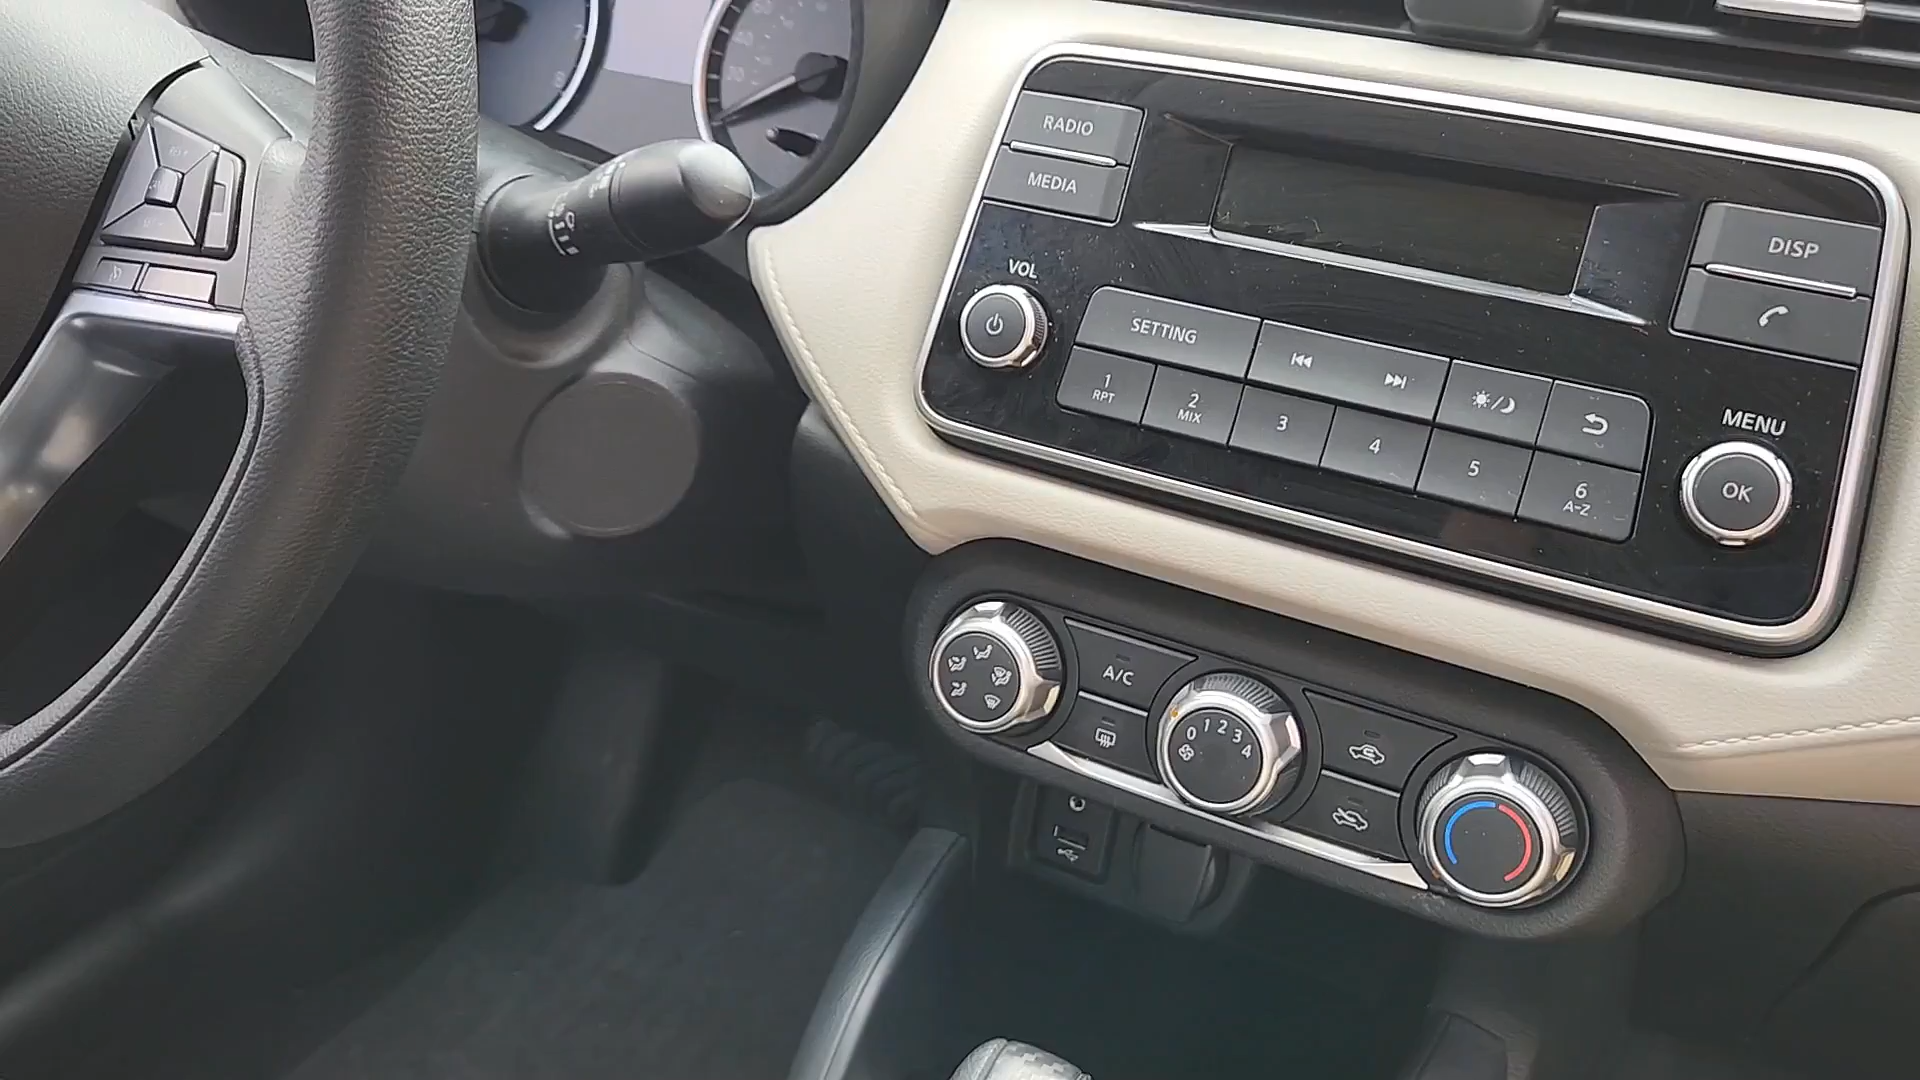 RADIO
MEDIA
VOL
SETTING
1
RPT
2
MIX
3
4
5
6
A-Z
DISP
MENU
OK
A/C
0 1 2 3 4